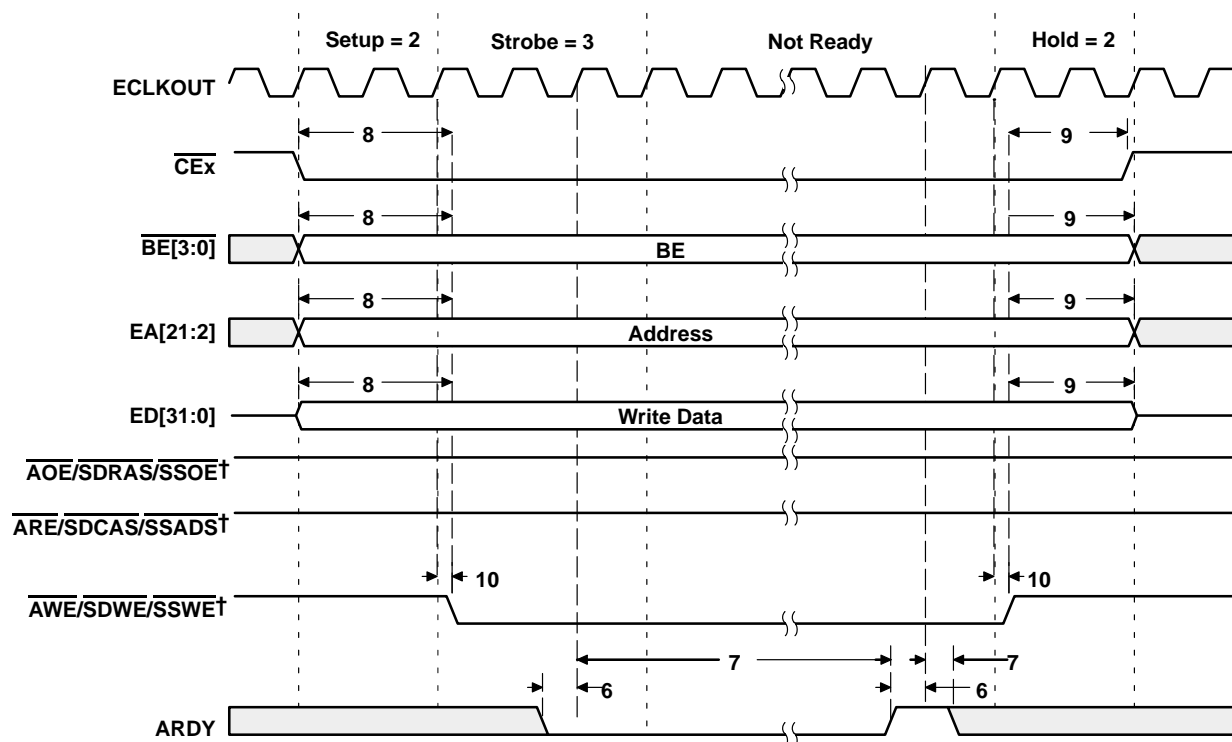 Setup = 2 Strobe = 3 Not Ready Hold = 2
ECLKOUT
8 9
CEx
8 9
BE[3:0] BE
8 9
EA[21:2] Address
8 9
ED[31:0] Write Data
AOE/SDRAS/SSOE†
ARE/SDCAS/SSADS†
10 10
AWE/SDWE/SSWE†
7 7
6 6
ARDY